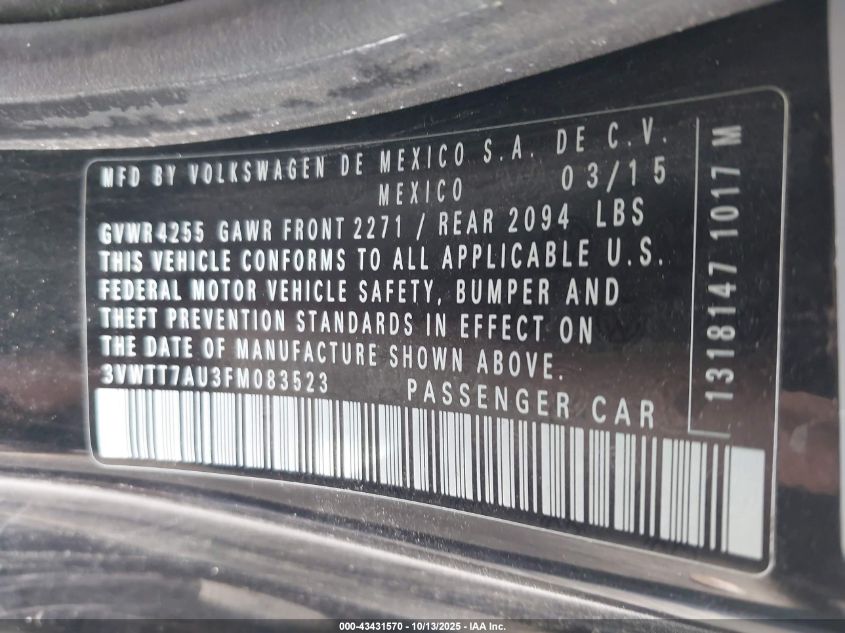 MFD BY VOLKSWAGEN DE MEXICO S.A. DE C.V.
MEXICO 03/15
GVWR 4255 GAWR FRONT 2271 / REAR 2094 LBS
THIS VEHICLE CONFORMS TO ALL APPLICABLE U.S.
FEDERAL MOTOR VEHICLE SAFETY, BUMPER AND
THEFT PREVENTION STANDARDS IN EFFECT ON
THE DATE OF MANUFACTURE SHOWN ABOVE.
3VWTT7AU3FM083523 PASSENGER CAR
1318147 1017 M
000-43431570 - 10/13/2025 - IAA Inc.